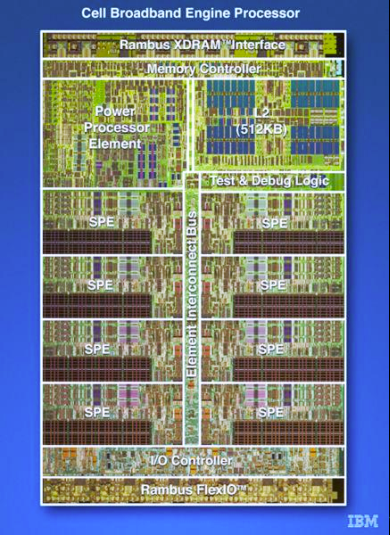 Cell Broadband Engine Processor
Rambus XDRAM™Interface
Memory Controller
Power
Processor
Element
L2
(512KB)
Test & Debug Logic
SPE
SPE
SPE
SPE
SPE
SPE
SPE
SPE
Element Interconnect Bus
I/O Controller
Rambus FlexIO™
IBM